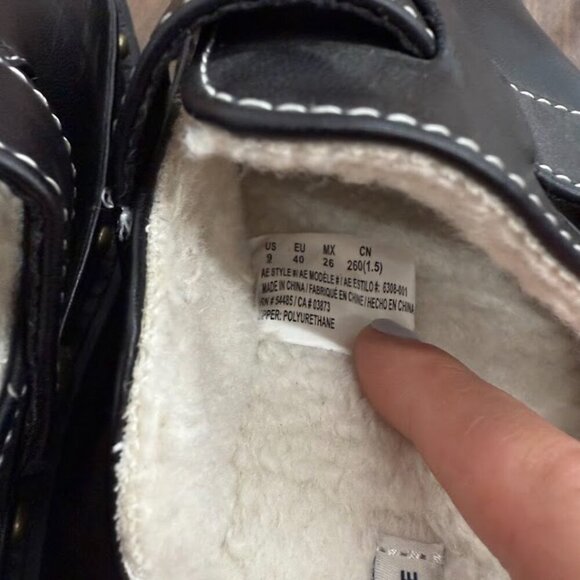 US EU MX CN
9 40 26 260(1.5)
AE STYLE #/ AE MODÈLE # / AE ESTILO #: 6308-001
MADE IN CHINA / FABRIQUÉ EN CHINE / HECHO EN CHINA
RN # 54485 / CA # 03873
UPPER: POLYURETHANE